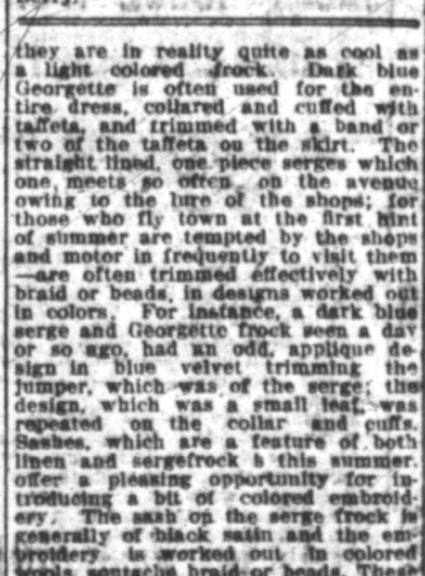 they are in reality quite as cool as
a light colored frock. Dark blue
Georgette is often used for the en-
tire dress, collared and cuffed with
taffeta, and trimmed with a band or
two of the taffeta on the skirt. The
straight lined, one piece serges which
one meets so often on the avenue
owing to the lure of the shops; for
those who fly town at the first hint
of summer are tempted by the shops
and motor in frequently to visit them
—are often trimmed effectively with
braid or beads, in designs worked out
in colors. For instance, a dark blue
serge and Georgette frock seen a day
or so ago, had an odd, applique de-
sign in blue velvet trimming the
jumper, which was of the serge; the
design, which was a small leaf, was
repeated on the collar and cuffs.
Sashes, which are a feature of both
linen and sergefrock s this summer.
offer a pleasing opportunity for in-
troducing a bit of colored embroid-
ery. The sash on the serge frock is
generally of black satin and the em-
broidery is worked out in colored
wools soutache braid or beads. These